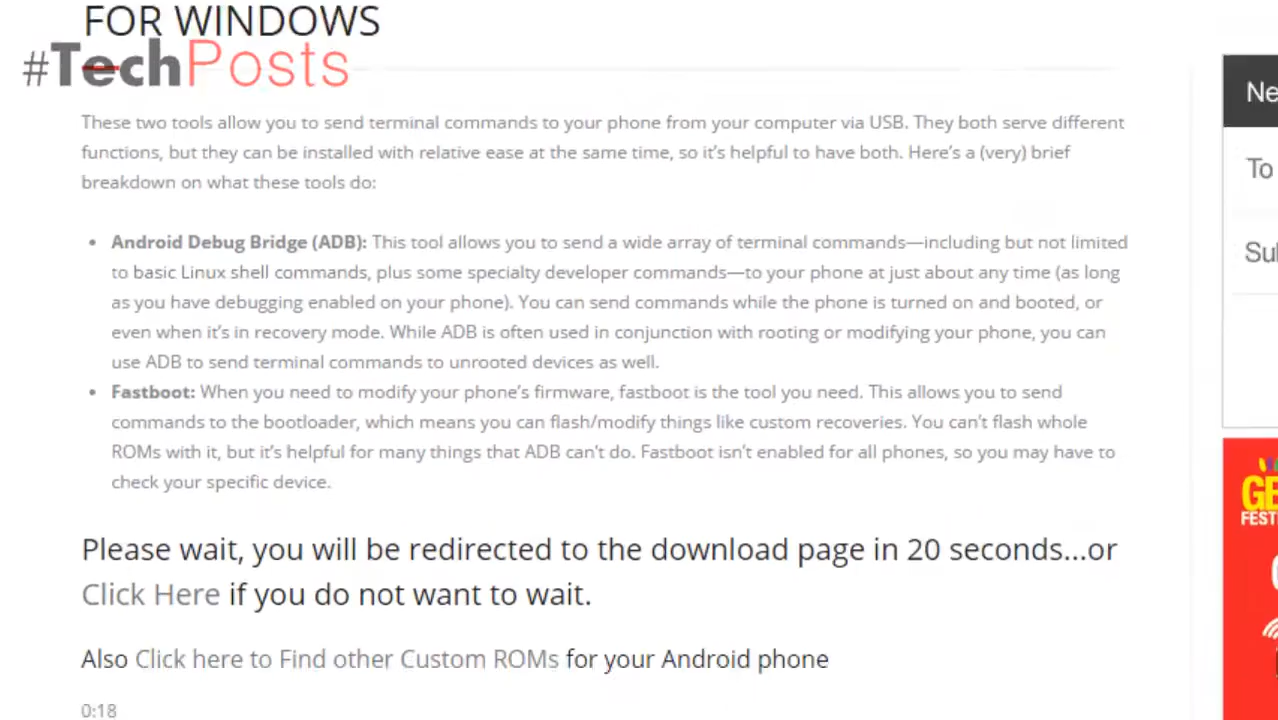 FOR WINDOWS
#TechPosts
These two tools allow you to send terminal commands to your phone from your computer via USB. They both serve different
functions, but they can be installed with relative ease at the same time, so it’s helpful to have both. Here’s a (very) brief
breakdown on what these tools do:
• Android Debug Bridge (ADB): This tool allows you to send a wide array of terminal commands—including but not limited
to basic Linux shell commands, plus some specialty developer commands—to your phone at just about any time (as long
as you have debugging enabled on your phone). You can send commands while the phone is turned on and booted, or
even when it’s in recovery mode. While ADB is often used in conjunction with rooting or modifying your phone, you can
use ADB to send terminal commands to unrooted devices as well.
• Fastboot: When you need to modify your phone’s firmware, fastboot is the tool you need. This allows you to send
commands to the bootloader, which means you can flash/modify things like custom recoveries. You can’t flash whole
ROMs with it, but it’s helpful for many things that ADB can’t do. Fastboot isn’t enabled for all phones, so you may have to
check your specific device.
Please wait, you will be redirected to the download page in 20 seconds...or
Click Here if you do not want to wait.
Also Click here to Find other Custom ROMs for your Android phone
0:18
Ne
To
Su
GE
FEST